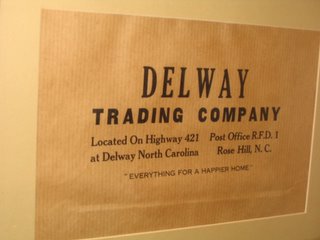 DELWAY
TRADING COMPANY
Located On Highway 421 Post Office R.F.D. 1
at Delway North Carolina Rose Hill, N. C.
"EVERYTHING FOR A HAPPIER HOME"